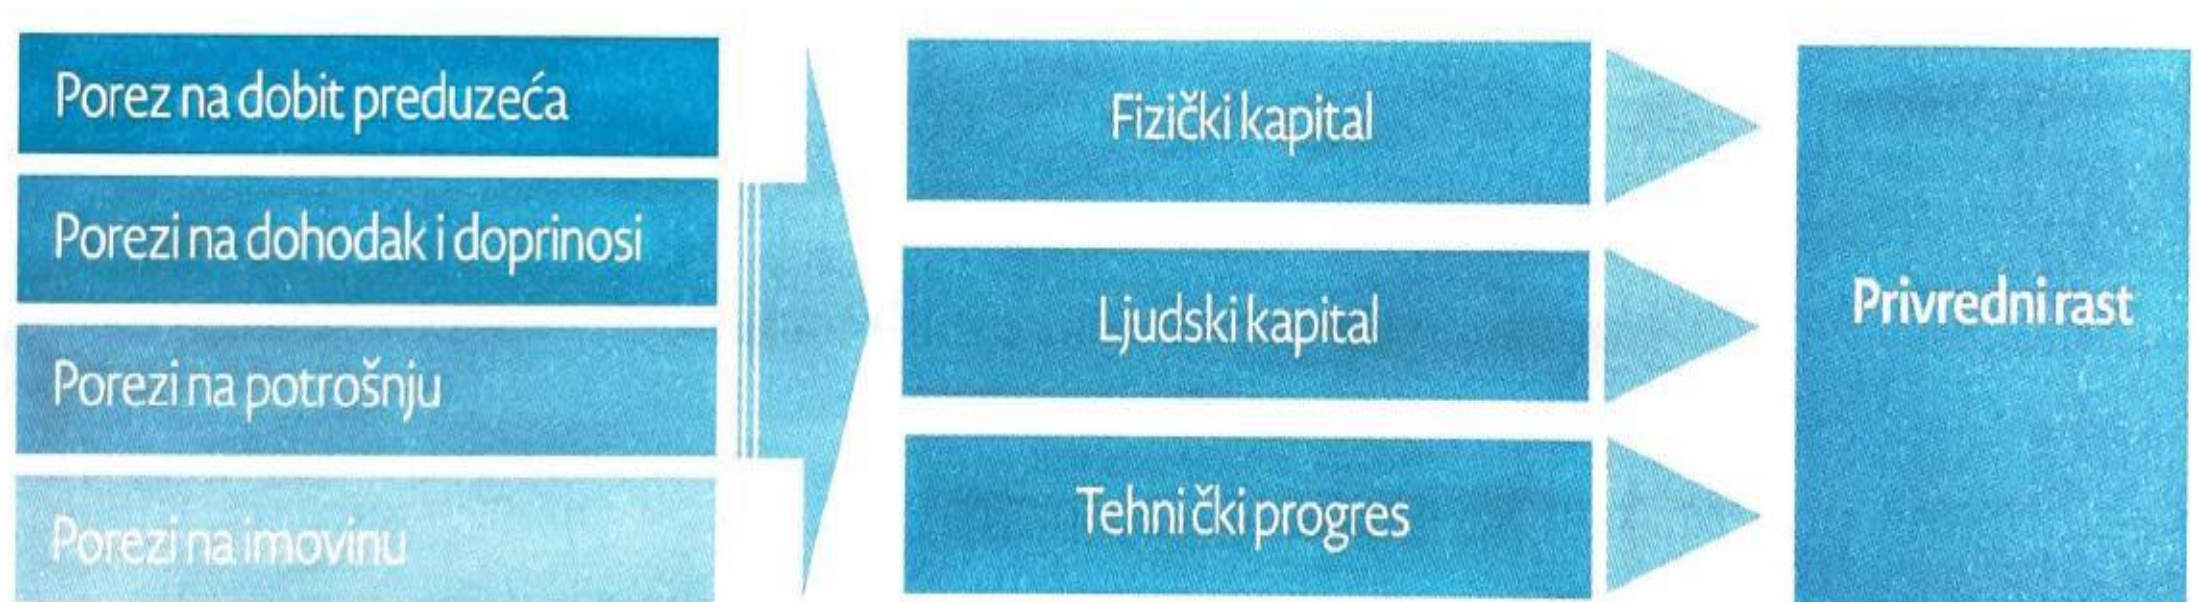 Porez na dobit preduzeća
Porezi na dohodak i doprinosi
Porezi na potrošnju
Porezi na imovinu
Fizički kapital
Ljudski kapital
Tehnički progres
Privredni rast